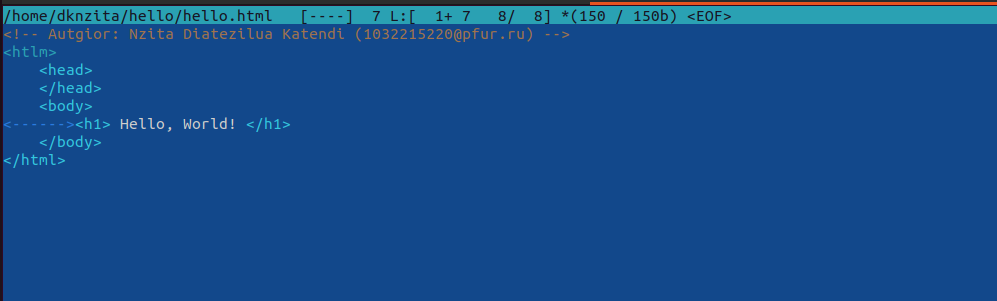 /home/dknzita/hello/hello.html   [----]  7 L:[  1+ 7   8/  8] *(150 / 150b) <EOF>
<!-- Autgior: Nzita Diatezilua Katendi (1032215220@pfur.ru) -->
<htlm>
    <head>
    </head>
    <body>
<------><h1> Hello, World! </h1>
    </body>
</html>